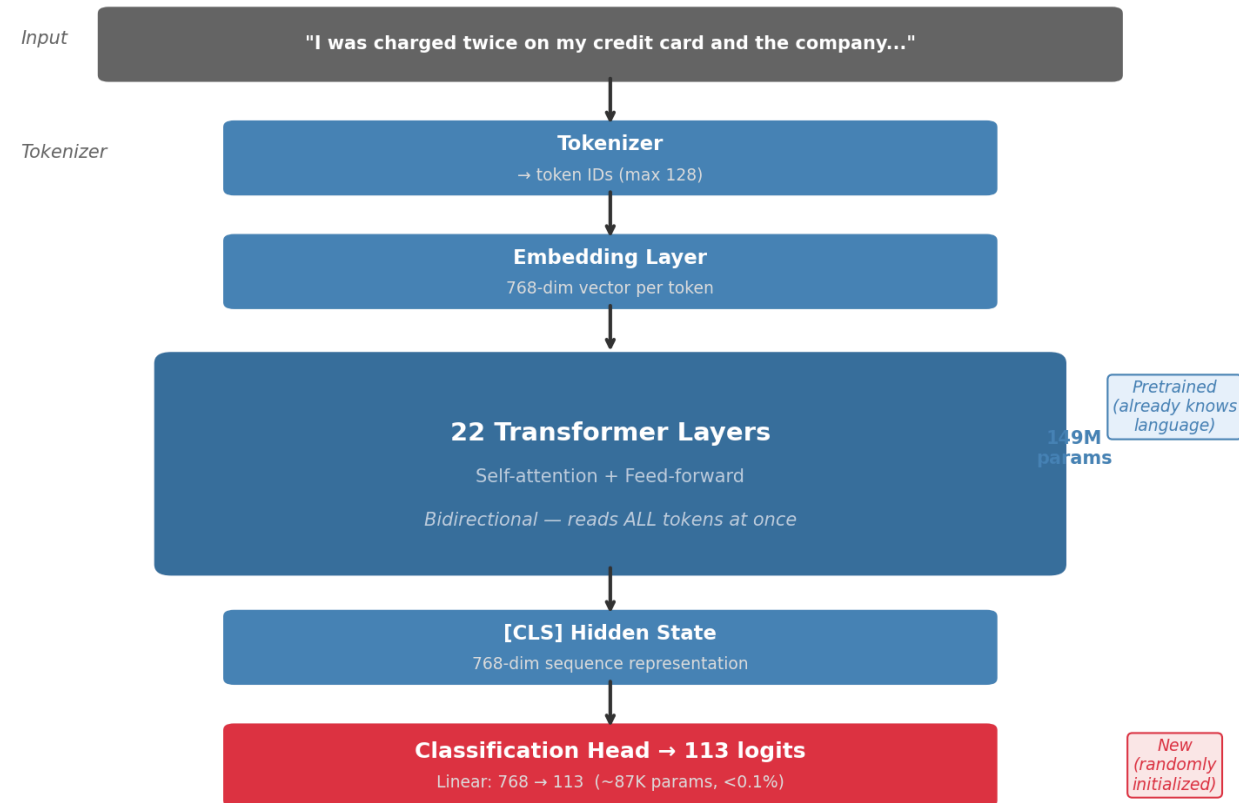 Input
"I was charged twice on my credit card and the company..."
Tokenizer
Tokenizer
→ token IDs (max 128)
Embedding Layer
768-dim vector per token
22 Transformer Layers
Self-attention + Feed-forward
Bidirectional — reads ALL tokens at once
149M
params
Pretrained
(already knows
language)
[CLS] Hidden State
768-dim sequence representation
Classification Head → 113 logits
Linear: 768 → 113 (~87K params, <0.1%)
New
(randomly
initialized)